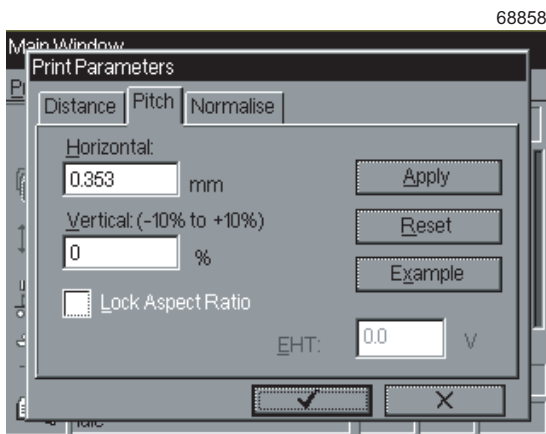 68858
Main Window
Print Parameters
Distance Pitch Normalise
Horizontal:
0.353 mm
Apply
Vertical: (-10% to +10%)
Reset
0 %
Example
Lock Aspect Ratio
EHT: 0.0 V